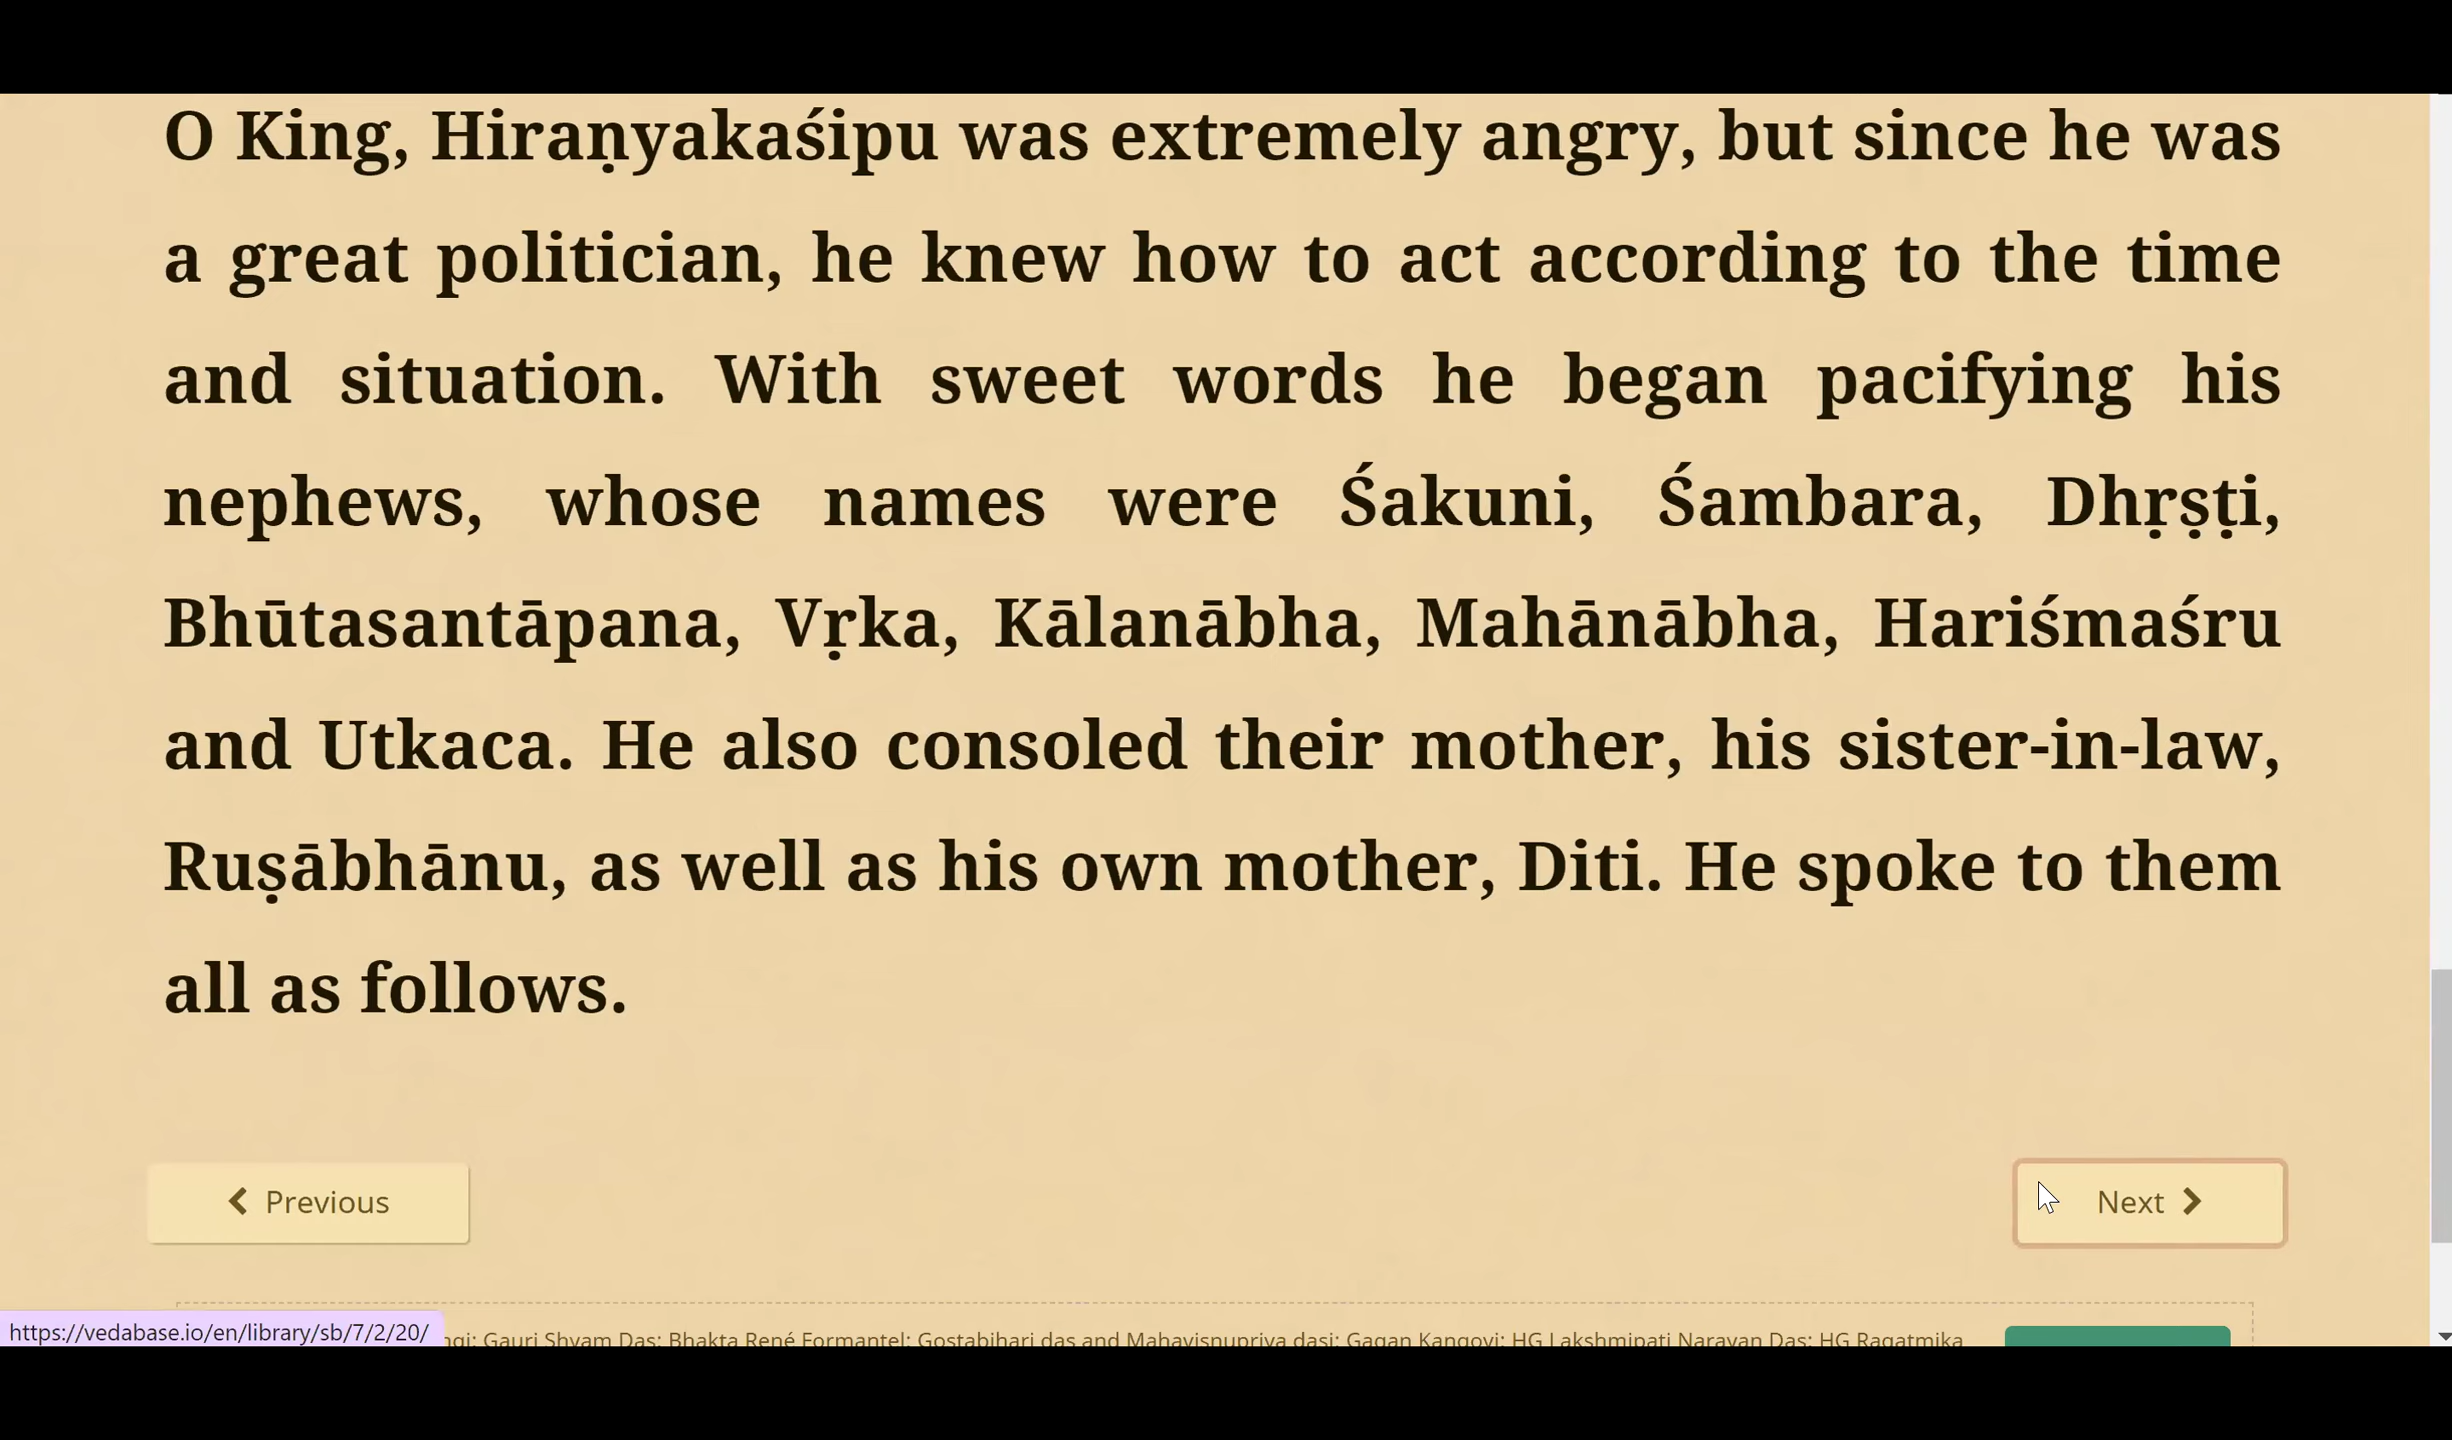 O King, Hiraṇyakaśipu was extremely angry, but since he was
a great politician, he knew how to act according to the time
and situation. With sweet words he began pacifying his
nephews, whose names were Śakuni, Śambara, Dhṛṣṭi,
Bhūtasantāpana, Vṛka, Kālanābha, Mahānābha, Hariśmaśru
and Utkaca. He also consoled their mother, his sister-in-law,
Ruṣābhānu, as well as his own mother, Diti. He spoke to them
all as follows.
Previous
Next
https://vedabase.io/en/library/sb/7/2/20/
Gauri Shyam Das; Bhakta René Formantel; Gostabihari das and Mahavisnupriya dasi; Gagan Kangovi; HG Lakshmipati Narayan Das; HG Ragatmika